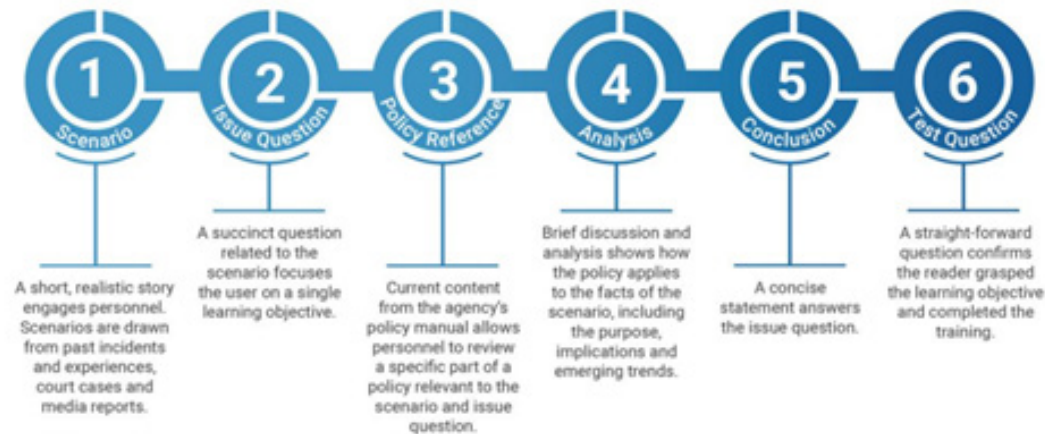 1
Scenario
A short, realistic story
engages personnel.
Scenarios are drawn
from past incidents
and experiences,
court cases and
media reports.
2
Issue Question
A succinct question
related to the
scenario focuses
the user on a single
learning objective.
3
Policy Reference
Current content
from the agency's
policy manual allows
personnel to review
a specific part of a
policy relevant to the
scenario and issue
question.
4
Analysis
Brief discussion and
analysis shows how
the policy applies
to the facts of the
scenario, including
the purpose,
implications and
emerging trends.
5
Conclusion
A concise
statement answers
the issue question.
6
Test Question
A straight-forward
question confirms
the reader grasped
the learning objective
and completed the
training.